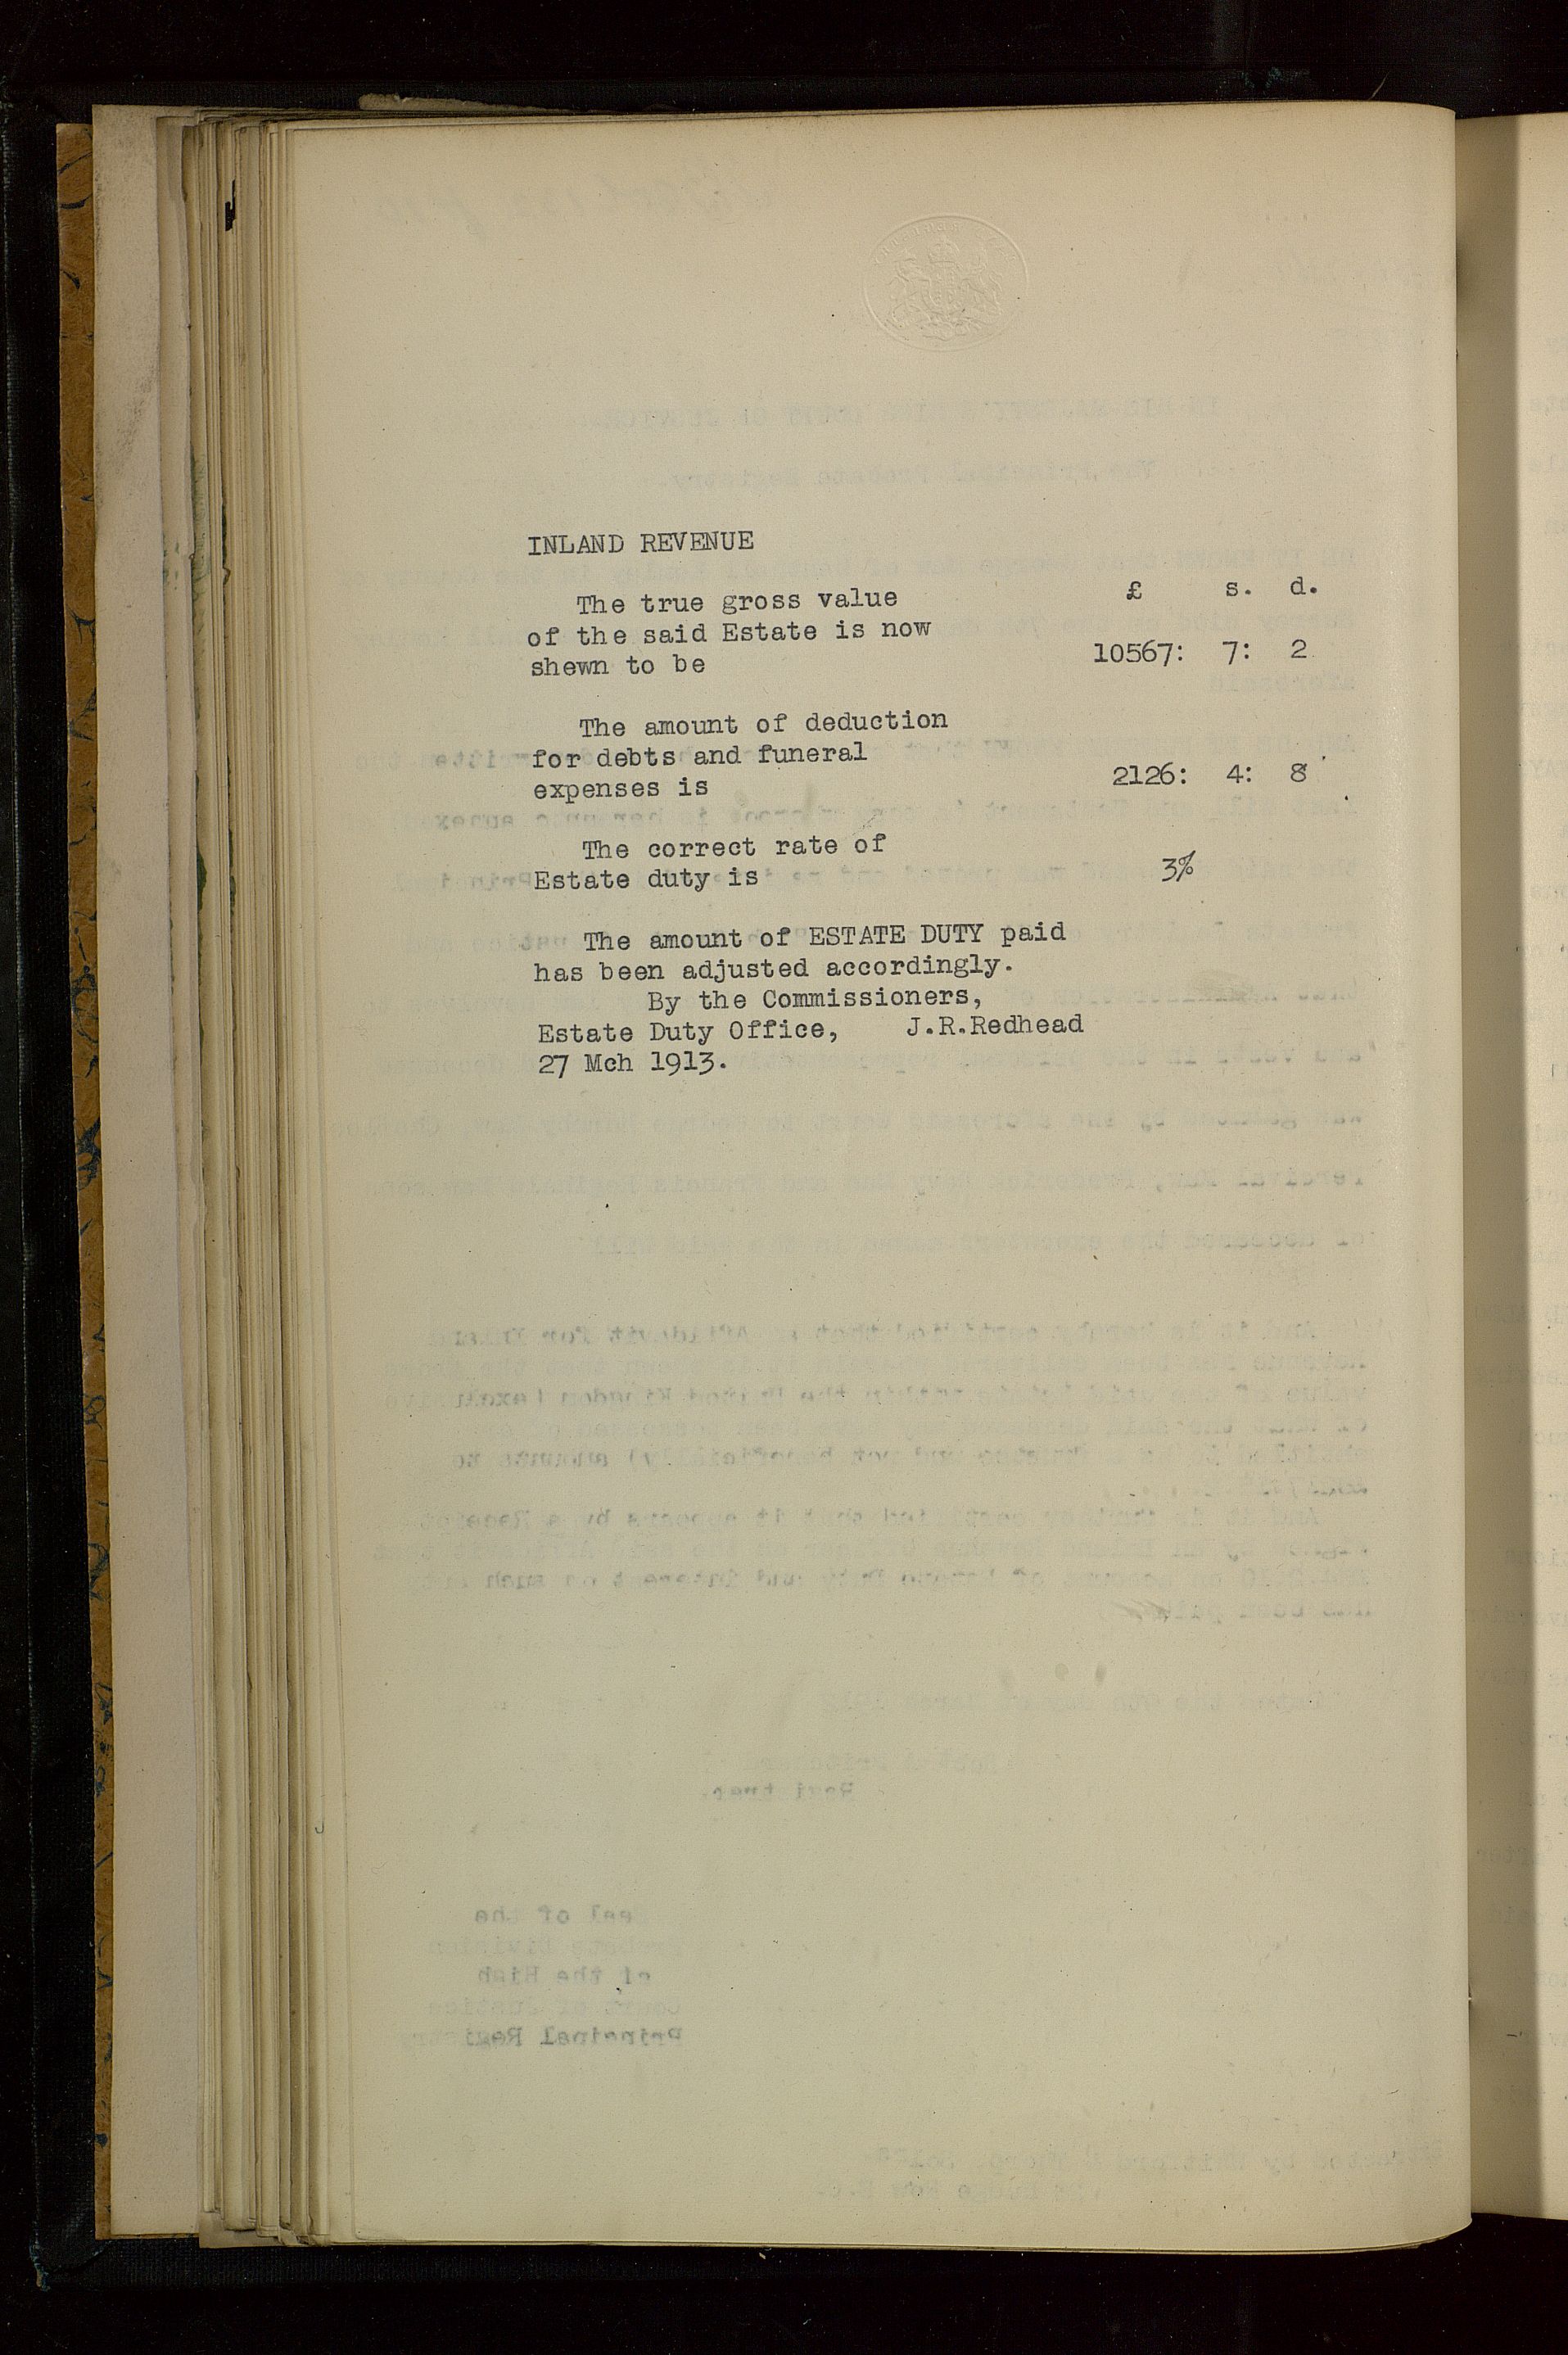 INLAND REVENUE
£ s. d.
The true gross value
of the said Estate is now
shewn to be 10567: 7: 2
The amount of deduction
for debts and funeral
expenses is 2126: 4: 8
The correct rate of
Estate duty is 3%
The amount of ESTATE DUTY paid
has been adjusted accordingly.
By the Commissioners,
Estate Duty Office, J.R.Redhead
27 Mch 1913.